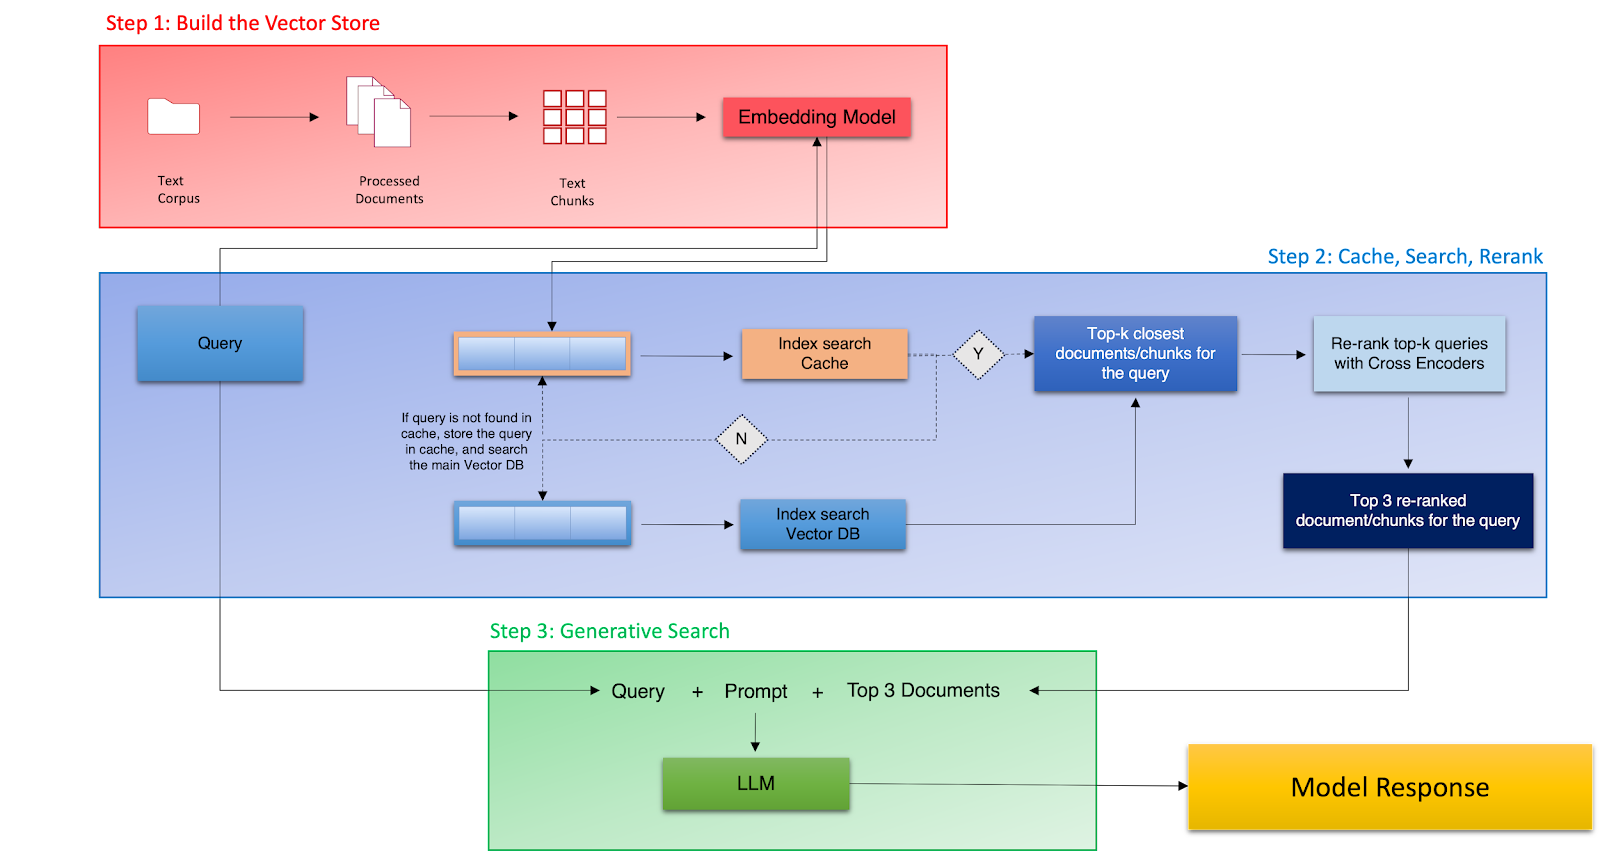 Step 1: Build the Vector Store
Embedding Model
Text
Corpus
Processed
Documents
Text
Chunks
Step 2: Cache, Search, Rerank
Query
Index search
Cache
Y
Top-k closest
documents/chunks for
the query
Re-rank top-k queries
with Cross Encoders
If query is not found in
cache, store the query
in cache, and search
the main Vector DB
N
Index search
Vector DB
Top 3 re-ranked
document/chunks for the query
Step 3: Generative Search
Query + Prompt + Top 3 Documents
LLM
Model Response